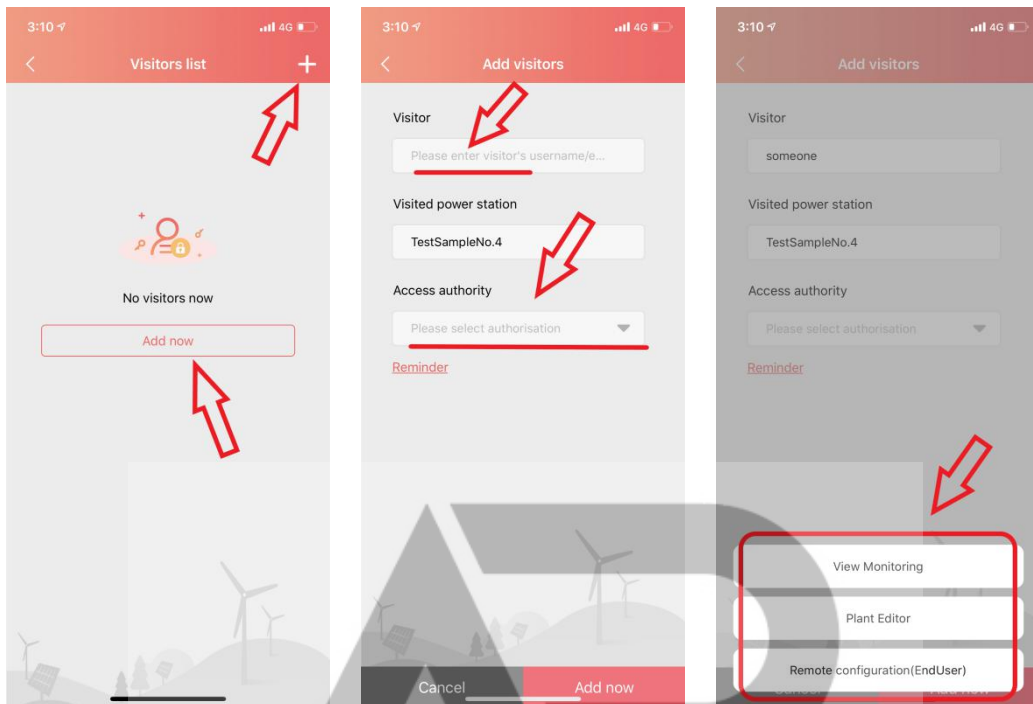 3:10
4G
Visitors list
No visitors now
Add now
3:10
4G
Add visitors
Visitor
Please enter visitor's username/e...
Visited power station
TestSampleNo.4
Access authority
Please select authorisation
Reminder
Cancel
Add now
3:10
4G
Add visitors
Visitor
someone
Visited power station
TestSampleNo.4
Access authority
Please select authorisation
Reminder
View Monitoring
Plant Editor
Remote configuration(EndUser)
Cancel
Add now